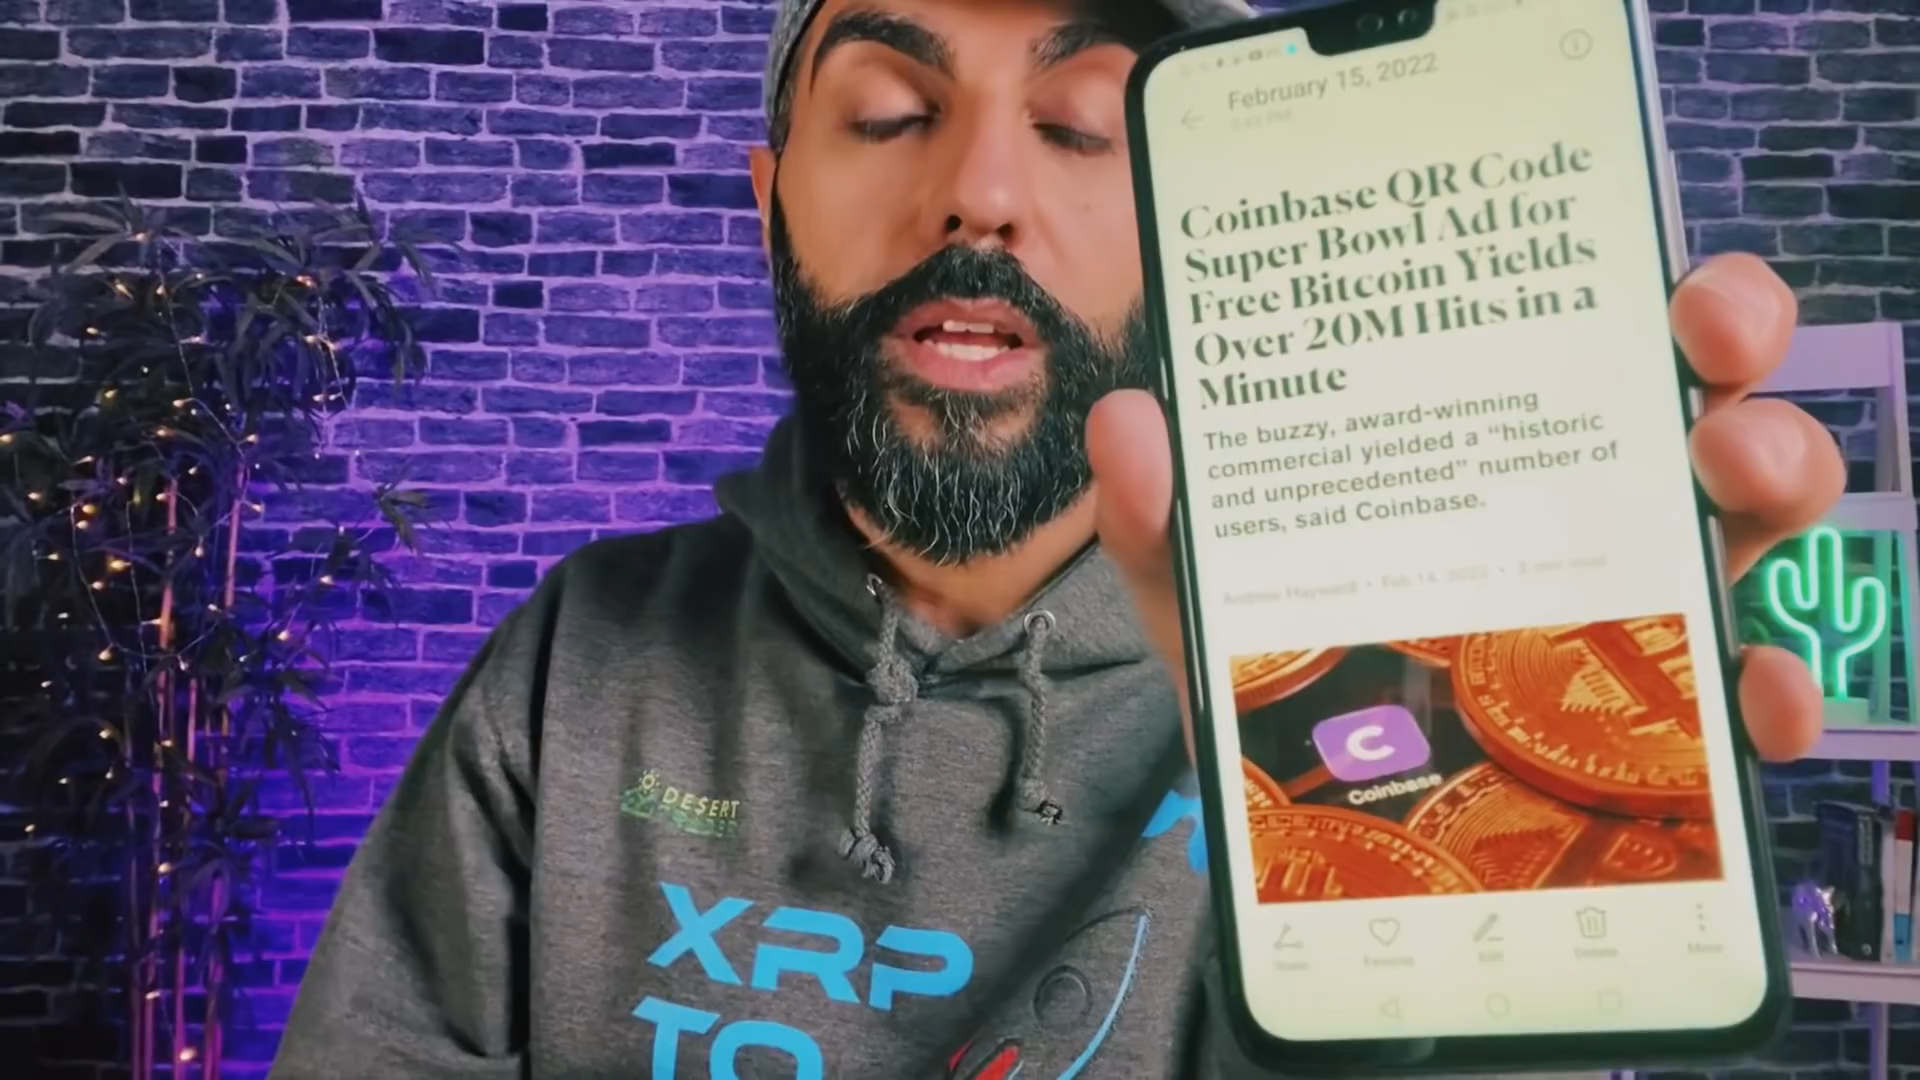 February 15, 2022
Coinbase QR Code
Super Bowl Ad for
Free Bitcoin Yields
Over 20M Hits in a
Minute
The buzzy, award-winning
commercial yielded a “historic
and unprecedented” number of
users, said Coinbase.
Coinbase
DESERT
XRP
TO